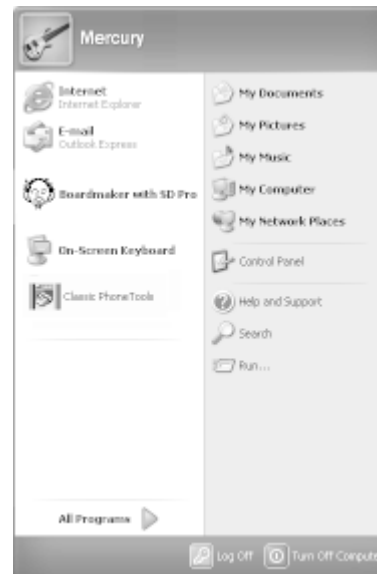 Mercury
Internet
Internet Explorer
E-mail
Outlook Express
Boardmaker with SD Pro
On-Screen Keyboard
Classic PhoneTools
All Programs
My Documents
My Pictures
My Music
My Computer
My Network Places
Control Panel
Help and Support
Search
Run...
Log Off
Turn Off Compute